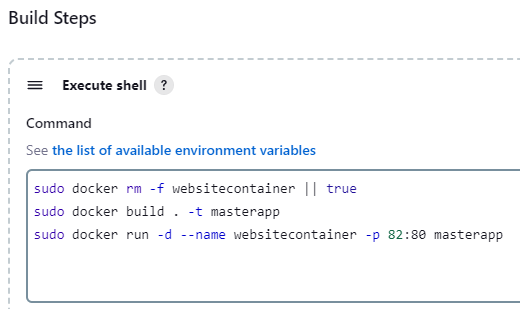 Build Steps
Execute shell ?
Command
See the list of available environment variables
sudo docker rm -f websitecontainer || true
sudo docker build . -t masterapp
sudo docker run -d --name websitecontainer -p 82:80 masterapp